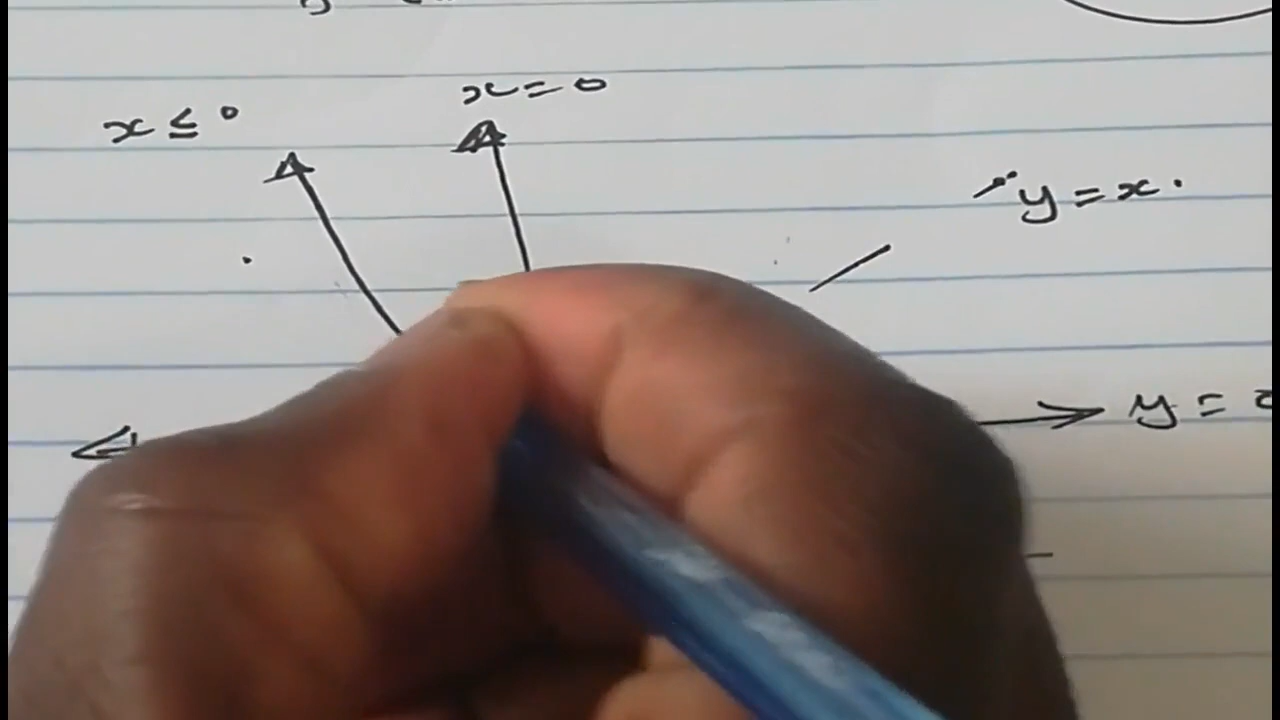 x = 0
x ≤ 0
y = x.
y =